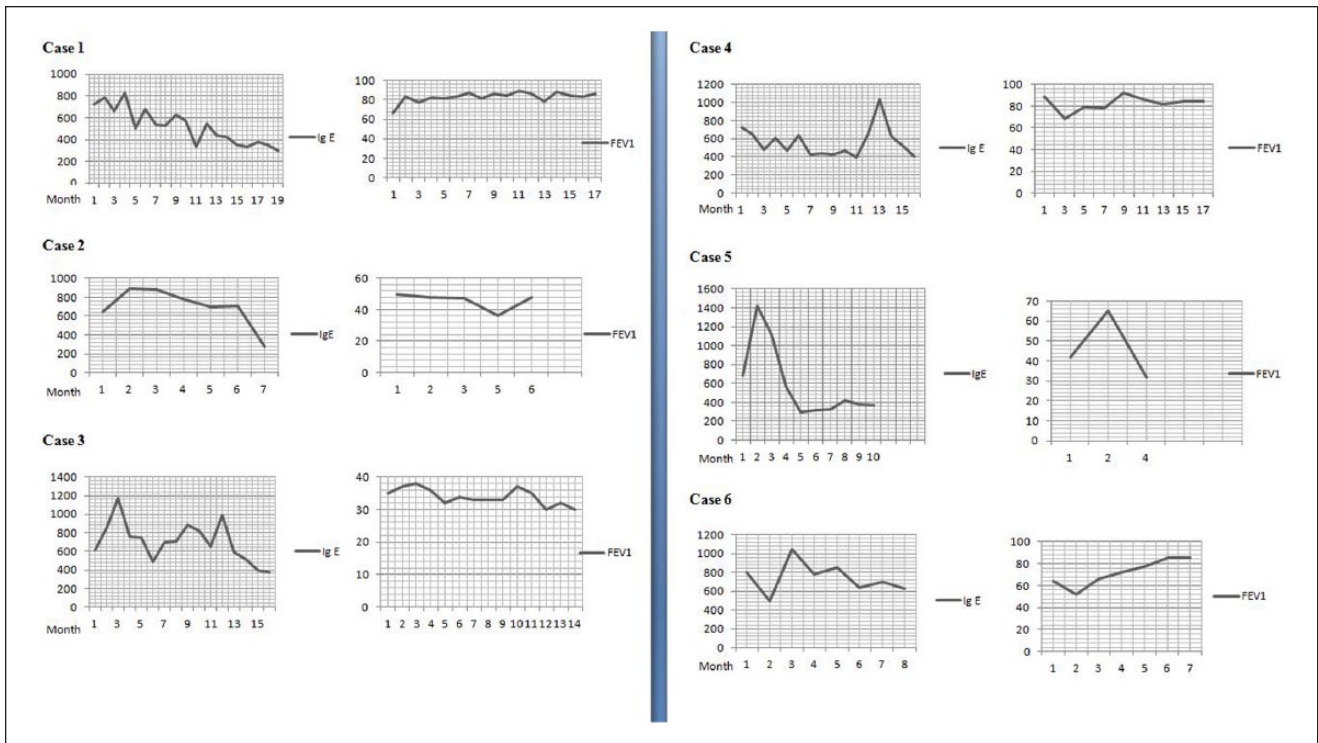 Case 1
1000
800
600
400
200
0
Ig E
Month 1 3 5 7 9 11 13 15 17 19
100
80
60
40
20
0
FEV1
1 3 5 7 9 11 13 15 17
Case 2
1000
800
600
400
200
0
IgE
Month 1 2 3 4 5 6 7
60
40
20
0
FEV1
1 2 3 5 6
Case 3
1400
1200
1000
800
600
400
200
0
Ig E
Month 1 3 5 7 9 11 13 15
40
30
20
10
0
FEV1
1 2 3 4 5 6 7 8 9 10 11 12 13 14
Case 4
1200
1000
800
600
400
200
0
Ig E
Month 1 3 5 7 9 11 13 15
100
80
60
40
20
0
FEV1
1 3 5 7 9 11 13 15 17
Case 5
1600
1400
1200
1000
800
600
400
200
0
IgE
Month 1 2 3 4 5 6 7 8 9 10
70
60
50
40
30
20
10
0
FEV1
1 2 4
Case 6
1200
1000
800
600
400
200
0
Ig E
Month 1 2 3 4 5 6 7 8
100
80
60
40
20
0
FEV1
1 2 3 4 5 6 7